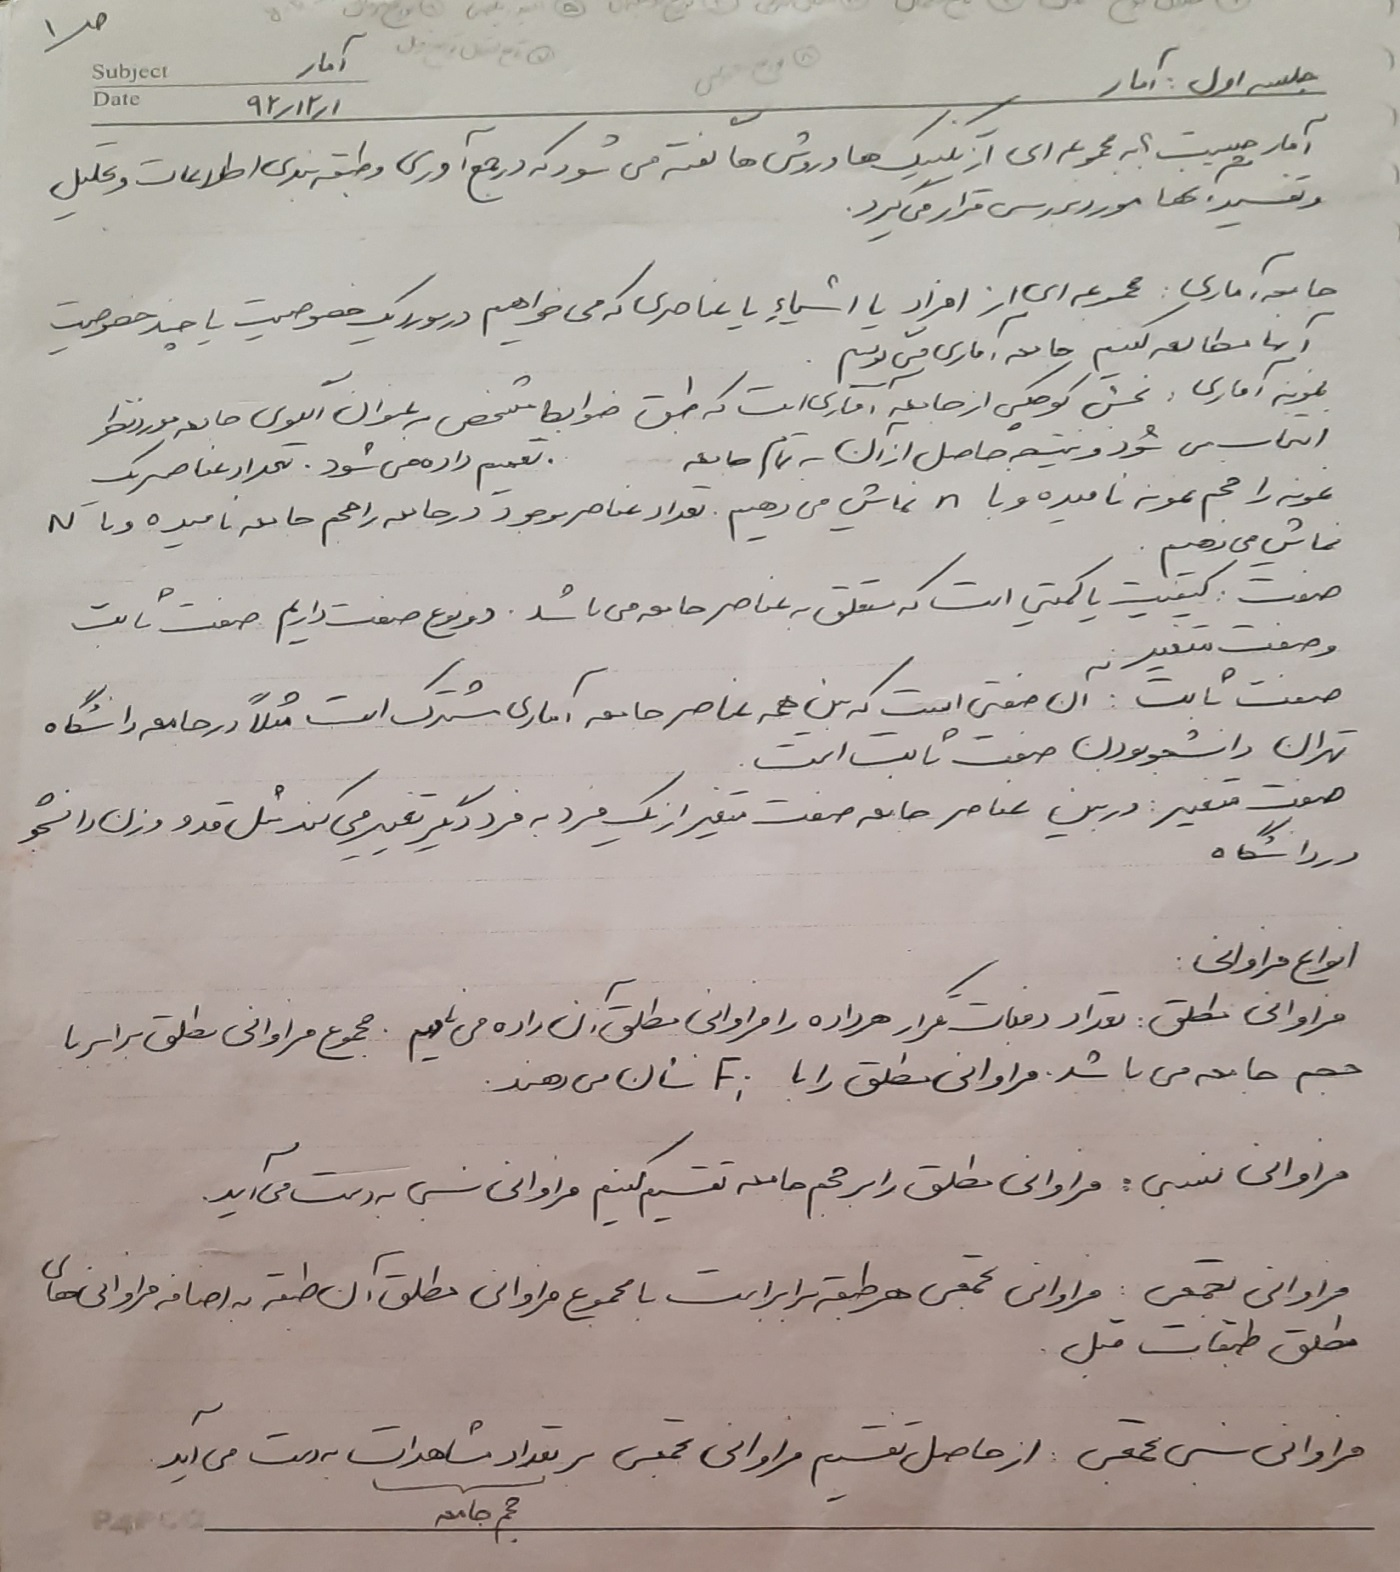 ص ۱
Subject آمار
Date ۹۲/۱۲/۱
جلسه اول : آمار
آمار چیست ؟ به مجموعه ای از تکنیک ها و روش ها گفته می شود که در جمع آوری و طبقه بندی اطلاعات و تحلیل
و تفسیر آنها مورد بررسی قرار می گیرد.
جامعه آماری : مجموعه ای از افراد یا اشیاء یا عناصری که می خواهیم در مورد یک خصوصیت یا چند خصوصیت
آنها مطالعه کنیم جامعه آماری می گوییم .
نمونه آماری : بخش کوچکی از جامعه آماری است که طبق ضوابط مشخص به عنوان الگوی جامعه مورد نظر
انتخاب می شود و نتیجه حاصل از آن به تمام جامعه تعمیم داده می شود . تعداد عناصر یک
نمونه را حجم نمونه نامیده و با n نمایش می دهیم . تعداد عناصر موجود در جامعه را حجم جامعه نامیده و با N
نمایش می دهیم .
صفت : کیفیت یا کمیتی است که متعلق به عناصر جامعه می باشد . دو نوع صفت داریم صفت ثابت
و صفت متغیر
صفت ثابت : آن صفتی است که بین همه عناصر جامعه آماری مشترک است مثلاً در جامعه دانشگاه
تهران دانشجو بودن صفت ثابت است .
صفت متغیر : در بین عناصر جامعه صفت متغیر از یک فرد به فرد دیگر تغییر می کند مثل قد و وزن دانشجو
در دانشگاه
انواع فراوانی :
فراوانی مطلق : تعداد دفعات تکرار هر داده را فراوانی مطلق آن داده می نامیم . مجموع فراوانی مطلق برابر با
حجم جامعه می باشد . فراوانی مطلق را با Fi نشان می دهند .
فراوانی نسبی : فراوانی مطلق را بر حجم جامعه تقسیم کنیم فراوانی نسبی به دست می آید .
فراوانی تجمعی : فراوانی تجمعی هر طبقه برابر است با مجموع فراوانی مطلق آن طبقه به اضافه فراوانی های
مطلق طبقات قبل .
فراوانی نسبی تجمعی : از حاصل تقسیم فراوانی تجمعی بر تعداد مشاهدات به دست می آید .
حجم جامعه
PAPCO